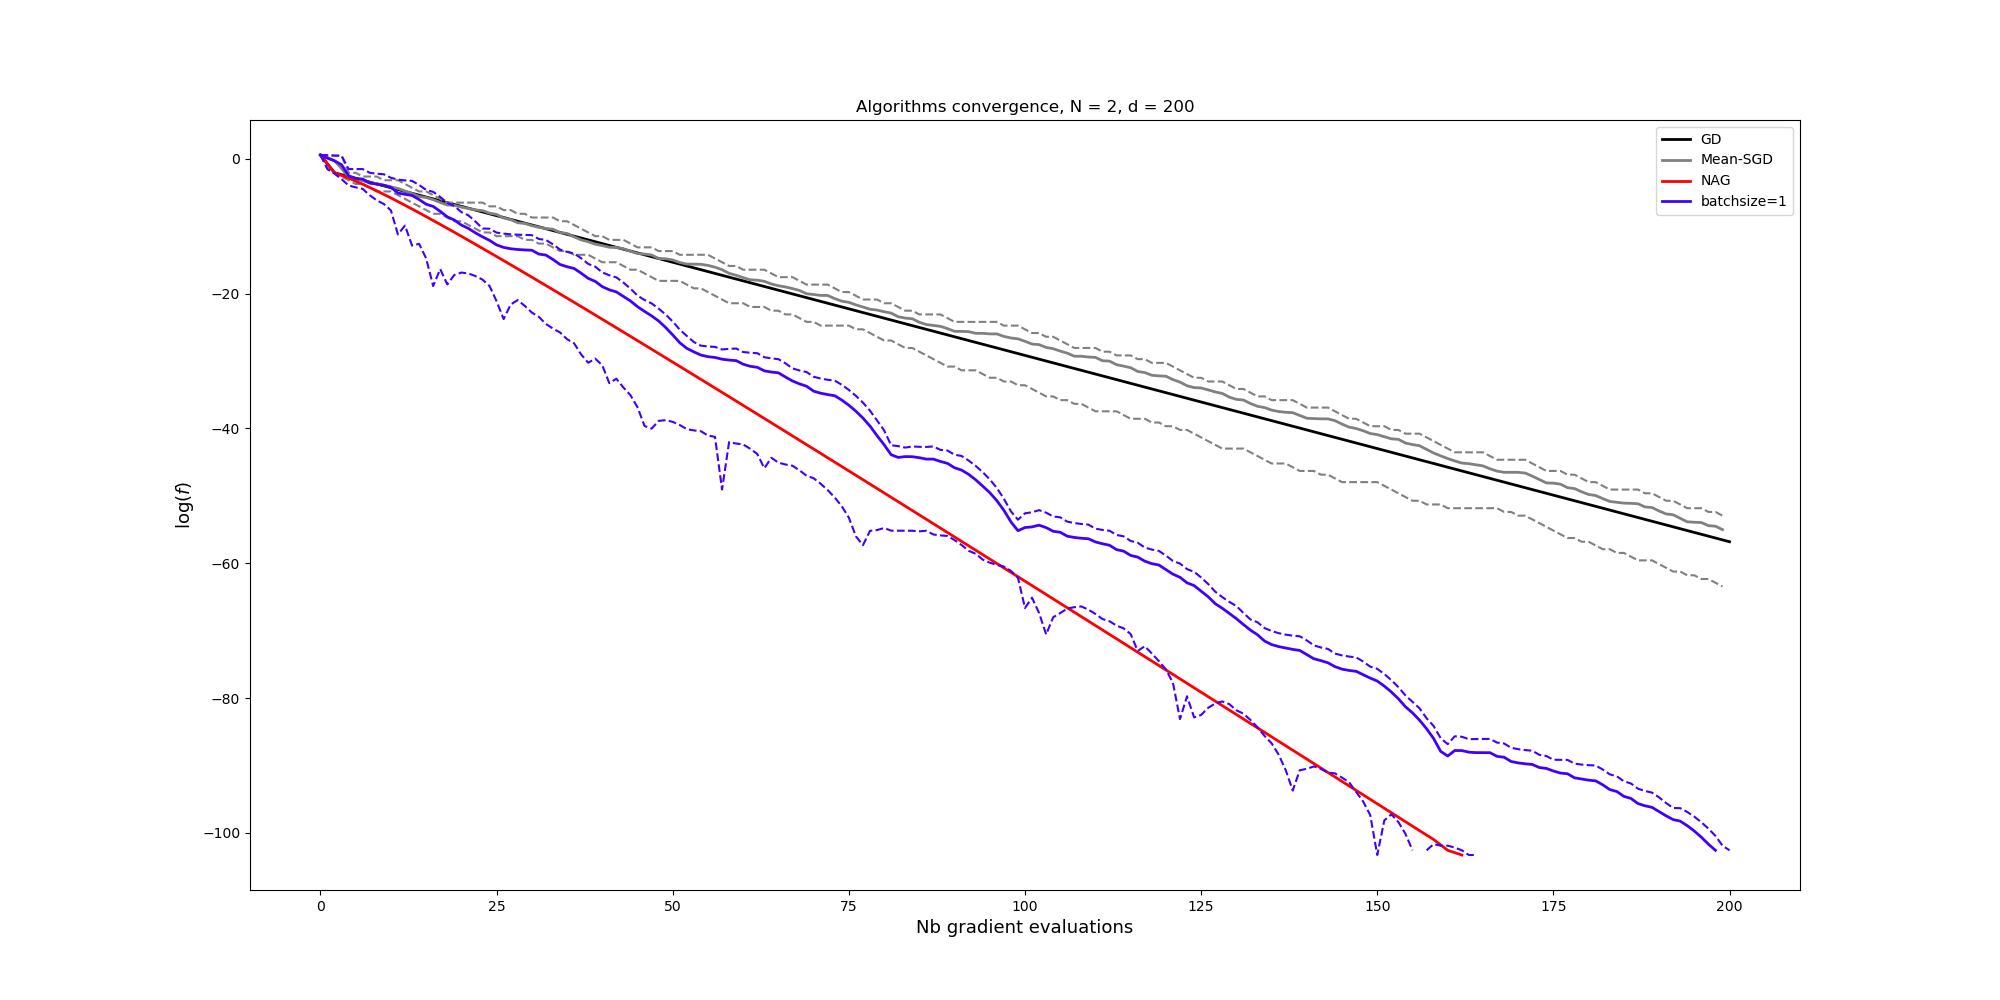 Algorithms convergence, N = 2, d = 200
GD
Mean-SGD
NAG
batchsize=1
log(f)
0
−20
−40
−60
−80
−100
0 25 50 75 100 125 150 175 200
Nb gradient evaluations